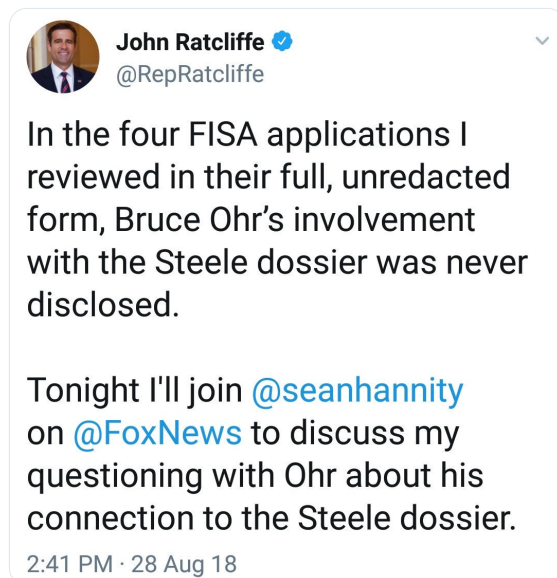 John Ratcliffe
@RepRatcliffe
In the four FISA applications I
reviewed in their full, unredacted
form, Bruce Ohr’s involvement
with the Steele dossier was never
disclosed.
Tonight I'll join @seanhannity
on @FoxNews to discuss my
questioning with Ohr about his
connection to the Steele dossier.
2:41 PM · 28 Aug 18